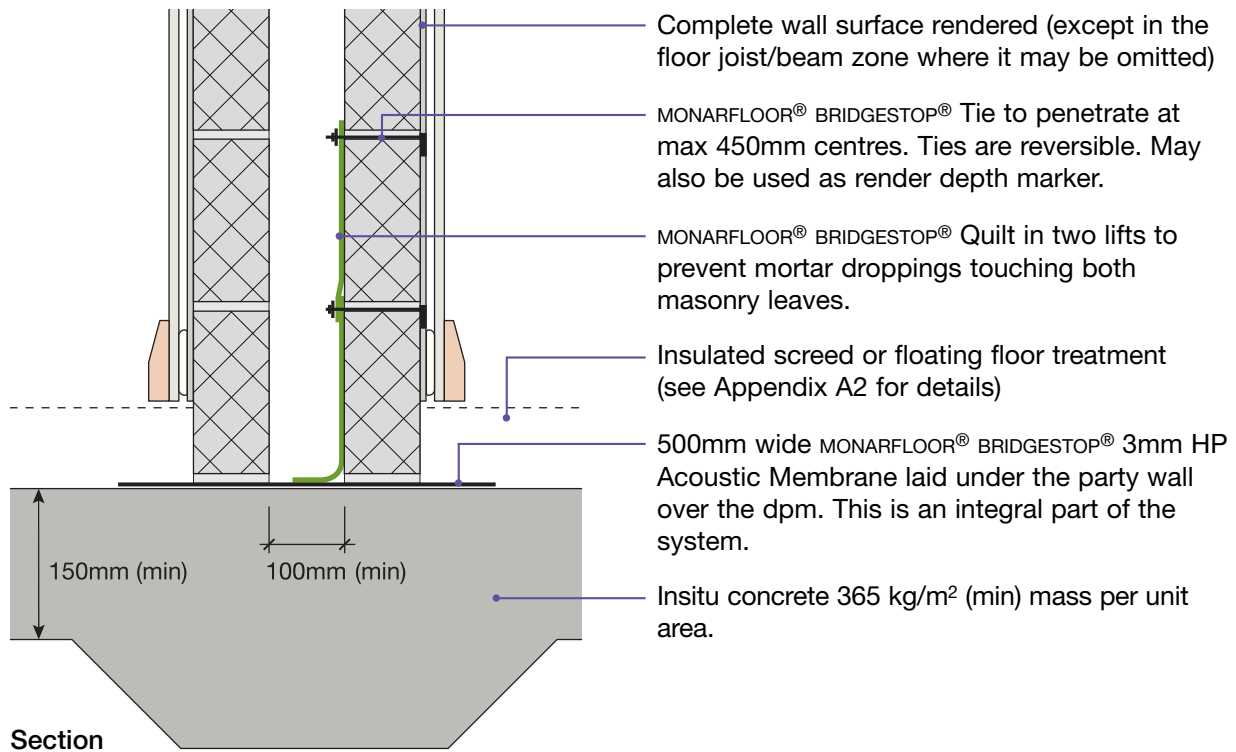 Complete wall surface rendered (except in the
floor joist/beam zone where it may be omitted)
MONARFLOOR® BRIDGESTOP® Tie to penetrate at
max 450mm centres. Ties are reversible. May
also be used as render depth marker.
MONARFLOOR® BRIDGESTOP® Quilt in two lifts to
prevent mortar droppings touching both
masonry leaves.
Insulated screed or floating floor treatment
(see Appendix A2 for details)
500mm wide MONARFLOOR® BRIDGESTOP® 3mm HP
Acoustic Membrane laid under the party wall
over the dpm. This is an integral part of the
system.
150mm (min)
100mm (min)
Insitu concrete 365 kg/m² (min) mass per unit
area.
Section